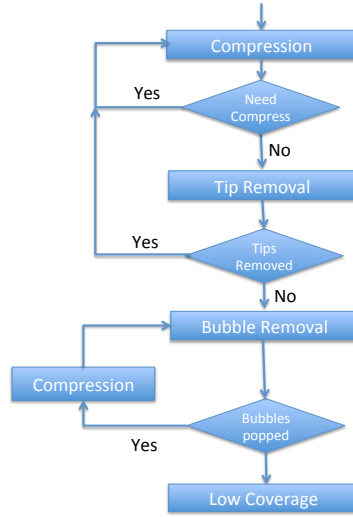 Compression
Yes
Need
Compress
No
Tip Removal
Yes
Tips
Removed
No
Bubble Removal
Compression
Bubbles
popped
Yes
Low Coverage